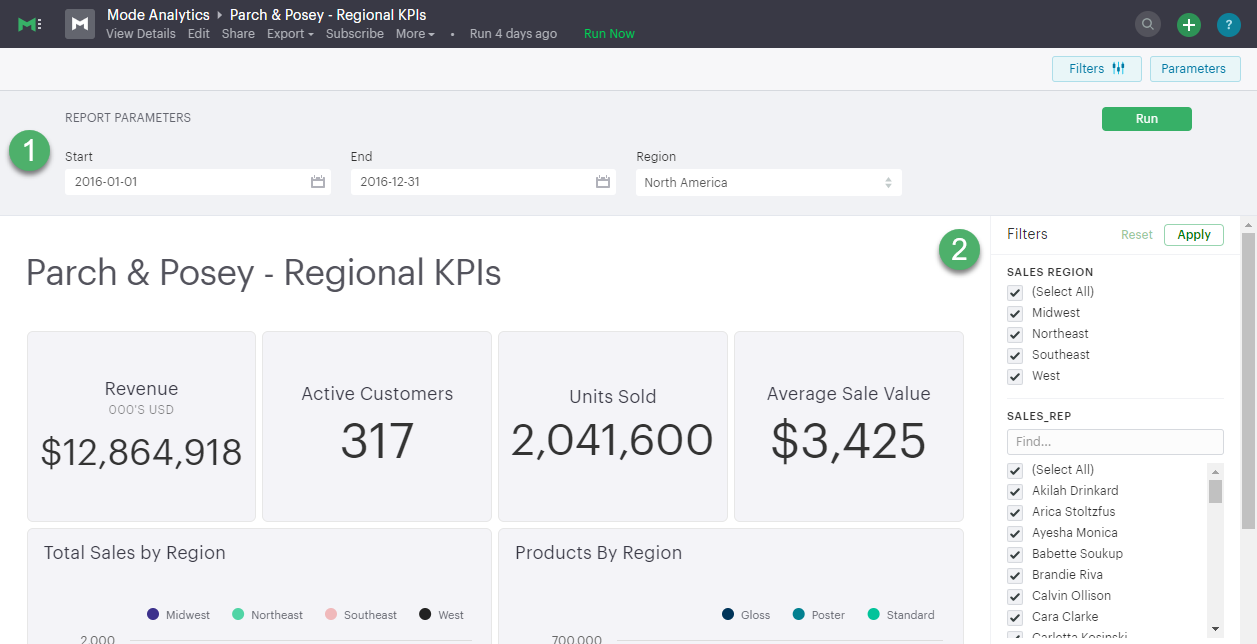 Mode Analytics › Parch & Posey - Regional KPIs
View Details Edit Share Export More Subscribe Run 4 days ago Run Now
Filters Parameters
REPORT PARAMETERS
Run
1
Start End Region
2016-01-01 2016-12-31 North America
2
Filters Reset Apply
Parch & Posey - Regional KPIs
SALES REGION
(Select All)
Midwest
Northeast
Southeast
West
Revenue
000'S USD
$12,864,918
Active Customers
317
Units Sold
2,041,600
Average Sale Value
$3,425
SALES_REP
Find...
(Select All)
Akilah Drinkard
Arica Stoltzfus
Ayesha Monica
Babette Soukup
Brandie Riva
Calvin Ollison
Cara Clarke
Carletta Kosinski
Total Sales by Region
Midwest Northeast Southeast West
2,000
Products By Region
Gloss Poster Standard
700,000